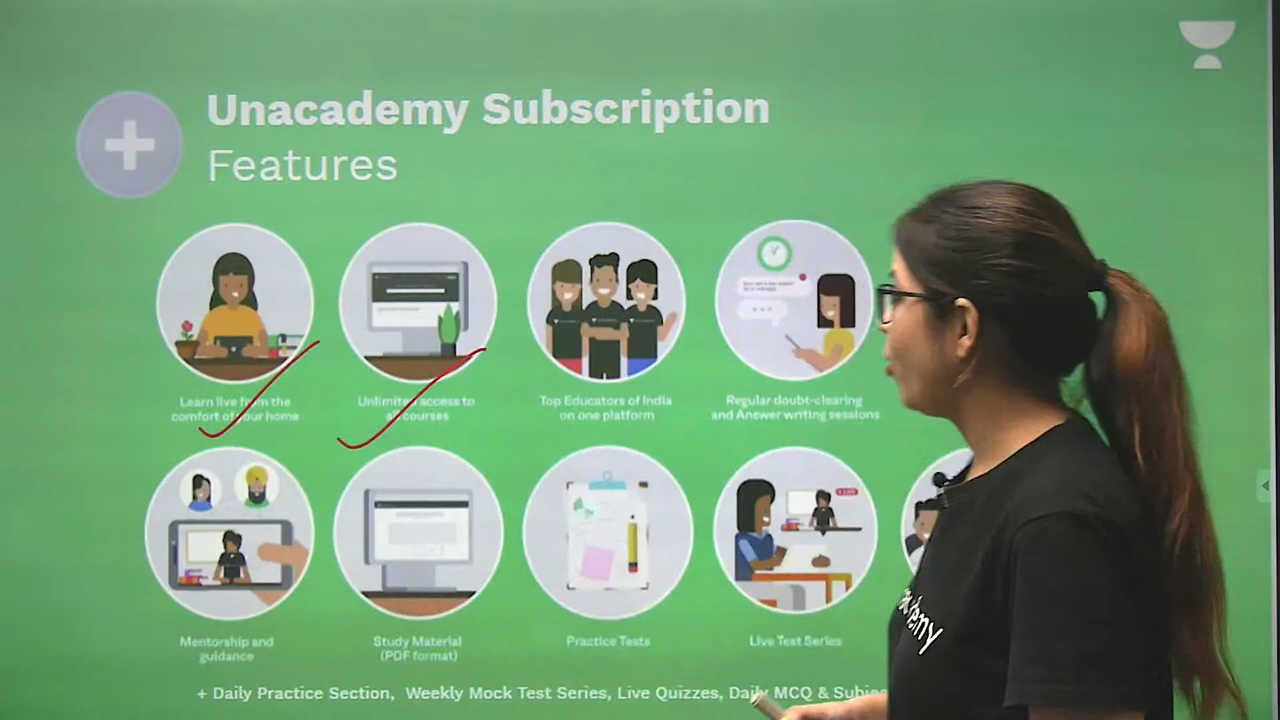 Unacademy Subscription
Features
Learn live from the
comfort of your home
Unlimited access to
all courses
Top Educators of India
on one platform
Regular doubt-clearing
and Answer writing sessions
Mentorship and
guidance
Study Material
(PDF format)
Practice Tests
Live Test Series
+ Daily Practice Section, Weekly Mock Test Series, Live Quizzes, Daily MCQ &